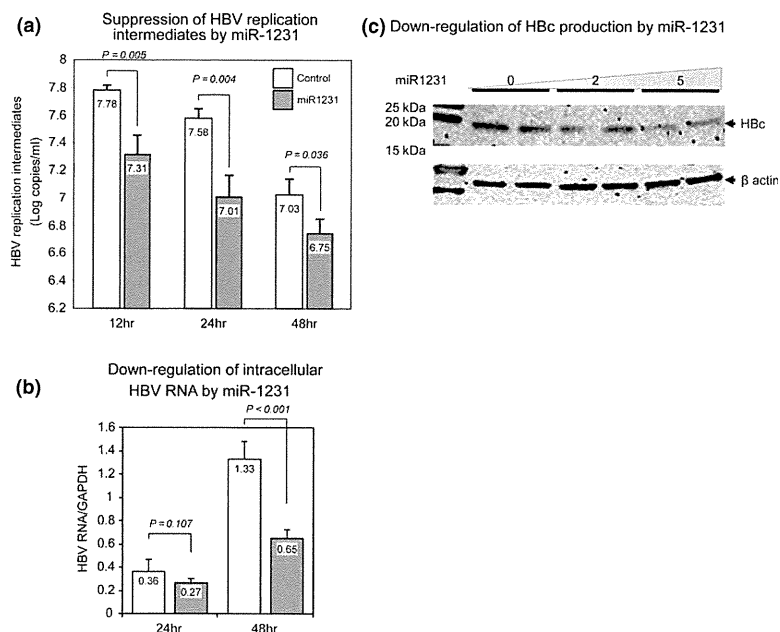 (a)
Suppression of HBV replication
intermediates by miR-1231
HBV replication intermediates
(Log copies/ml)
8
7.8
7.6
7.4
7.2
7
6.8
6.6
6.4
6.2
P = 0.005
P = 0.004
P = 0.036
Control
miR1231
7.78
7.31
7.58
7.01
7.03
6.75
12hr
24hr
48hr
(c)
Down-regulation of HBc production by miR-1231
miR1231
0
2
5
25 kDa
20 kDa
15 kDa
HBc
β actin
(b)
Down-regulation of intracellular
HBV RNA by miR-1231
HBV RNA/GAPDH
1.6
1.4
1.2
1
0.8
0.6
0.4
0.2
0
P = 0.107
P < 0.001
0.36
0.27
1.33
0.65
24hr
48hr